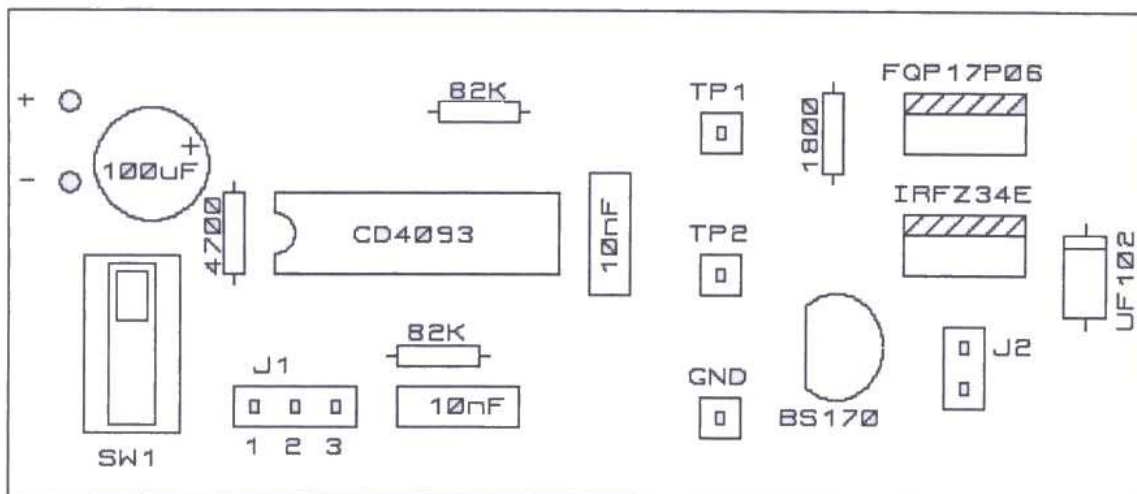 FQP17P06
82K
TP1
+
1800
+
100uF
-
IRFZ34E
4700
CD4093
10nF
TP2
UF102
82K
J2
J1
GND
10nF
BS170
1 2 3
SW1